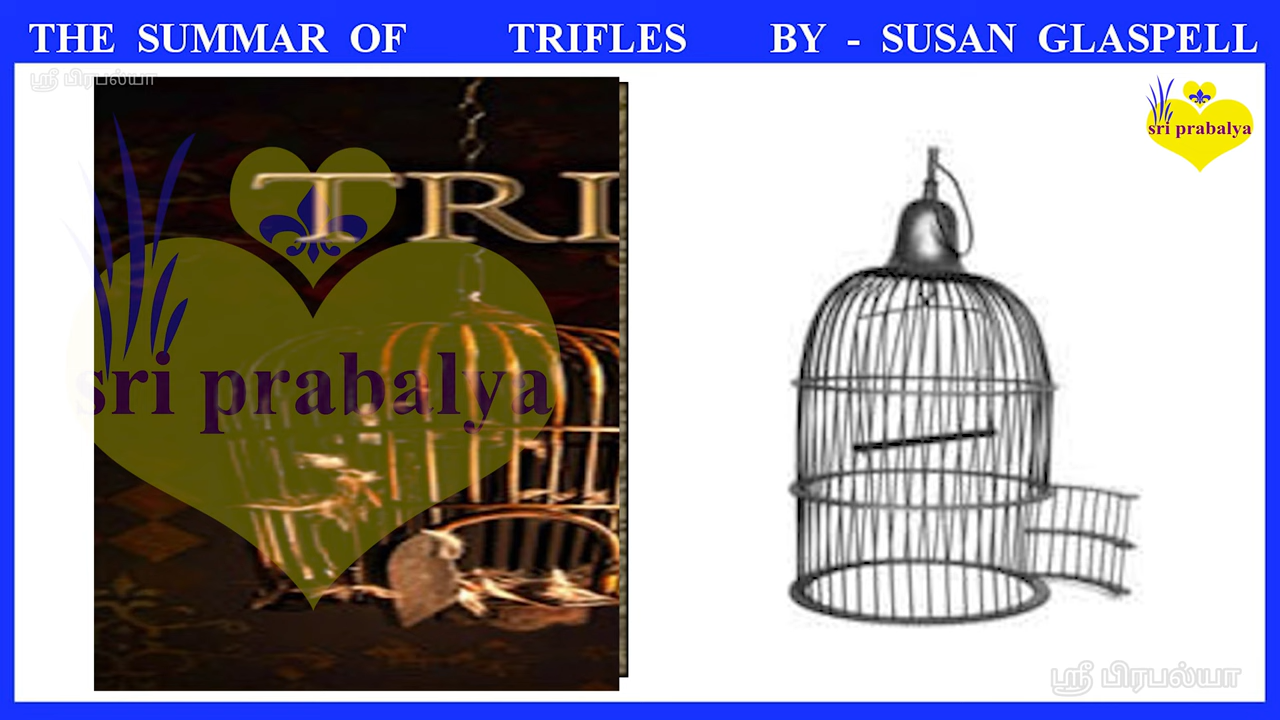 THE SUMMAR OF TRIFLES BY - SUSAN GLASPELL
ஸ்ரீ பிரபல்யா
sri prabalya
TRI
sri prabalya
ஸ்ரீ பிரபல்யா